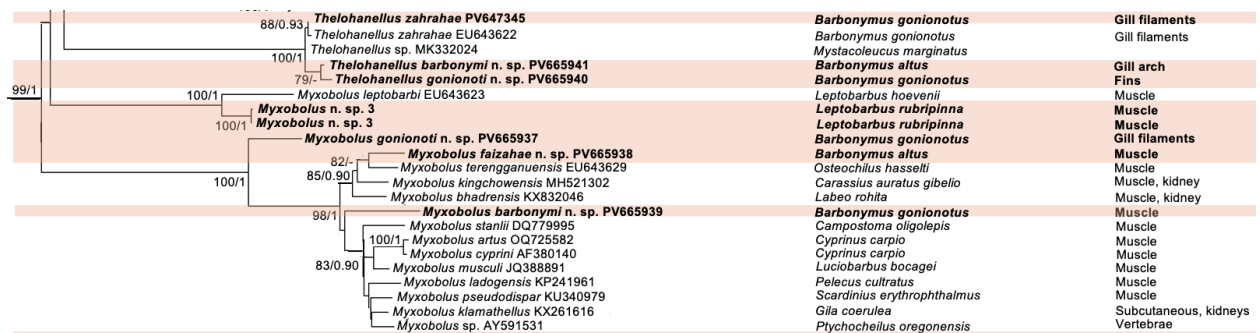 Thelohanellus zahrahae PV647345 Barbonymus gonionotus Gill filaments
88/0.93
Thelohanellus zahrahae EU643622 Barbonymus gonionotus Gill filaments
Thelohanellus sp. MK332024 Mystacoleucus marginatus
100/1
Thelohanellus barbonymi n. sp. PV665941 Barbonymus altus Gill arch
79/- Thelohanellus gonionoti n. sp. PV665940 Barbonymus gonionotus Fins
99/1
100/1 Myxobolus leptobarbi EU643623 Leptobarbus hoevenii Muscle
Myxobolus n. sp. 3 Leptobarbus rubripinna Muscle
100/1 Myxobolus n. sp. 3 Leptobarbus rubripinna Muscle
Myxobolus gonionoti n. sp. PV665937 Barbonymus gonionotus Gill filaments
Myxobolus faizahae n. sp. PV665938 Barbonymus altus Muscle
82/-
Myxobolus terengganuensis EU643629 Osteochilus hasselti Muscle
85/0.90
100/1 Myxobolus kingchowensis MH521302 Carassius auratus gibelio Muscle, kidney
Myxobolus bhadrensis KX832046 Labeo rohita Muscle, kidney
98/1 Myxobolus barbonymi n. sp. PV665939 Barbonymus gonionotus Muscle
Myxobolus stanlii DQ779995 Campostoma oligolepis Muscle
100/1 Myxobolus artus OQ725582 Cyprinus carpio Muscle
Myxobolus cyprini AF380140 Cyprinus carpio Muscle
83/0.90 Myxobolus musculi JQ388891 Luciobarbus bocagei Muscle
Myxobolus ladogensis KP241961 Pelecus cultratus Muscle
Myxobolus pseudodispar KU340979 Scardinius erythrophthalmus Muscle
Myxobolus klamathellus KX261616 Gila coerulea Subcutaneous, kidneys
Myxobolus sp. AY591531 Ptychocheilus oregonensis Vertebrae